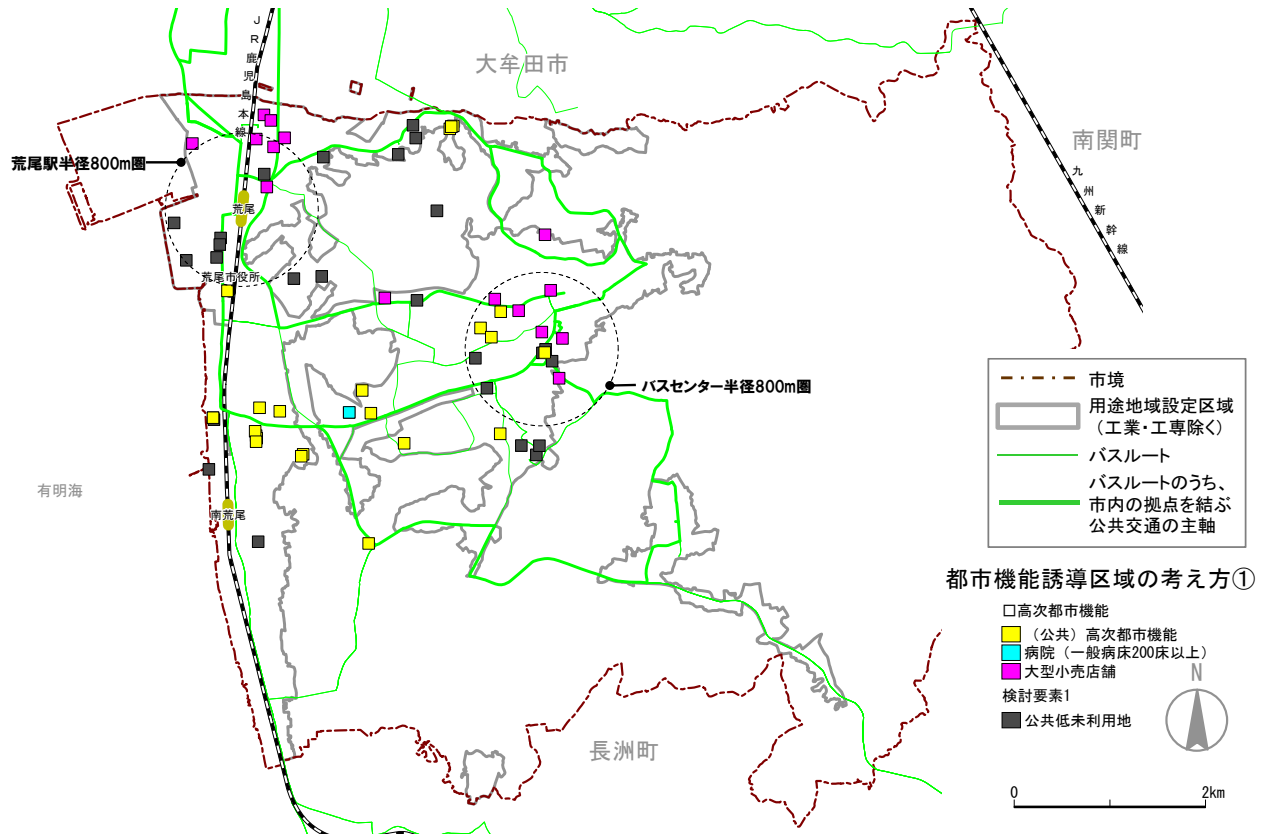 JR鹿児島本線
大牟田市
南関町
九州新幹線
荒尾駅半径800m圏
荒尾
荒尾市役所
バスセンター半径800m圏
有明海
南荒尾
長洲町
市境
用途地域設定区域
（工業・工専除く）
バスルート
バスルートのうち、
市内の拠点を結ぶ
公共交通の主軸
都市機能誘導区域の考え方①
□高次都市機能
（公共）高次都市機能
病院（一般病床200床以上）
大型小売店舗
検討要素1
公共低未利用地
N
0 2km